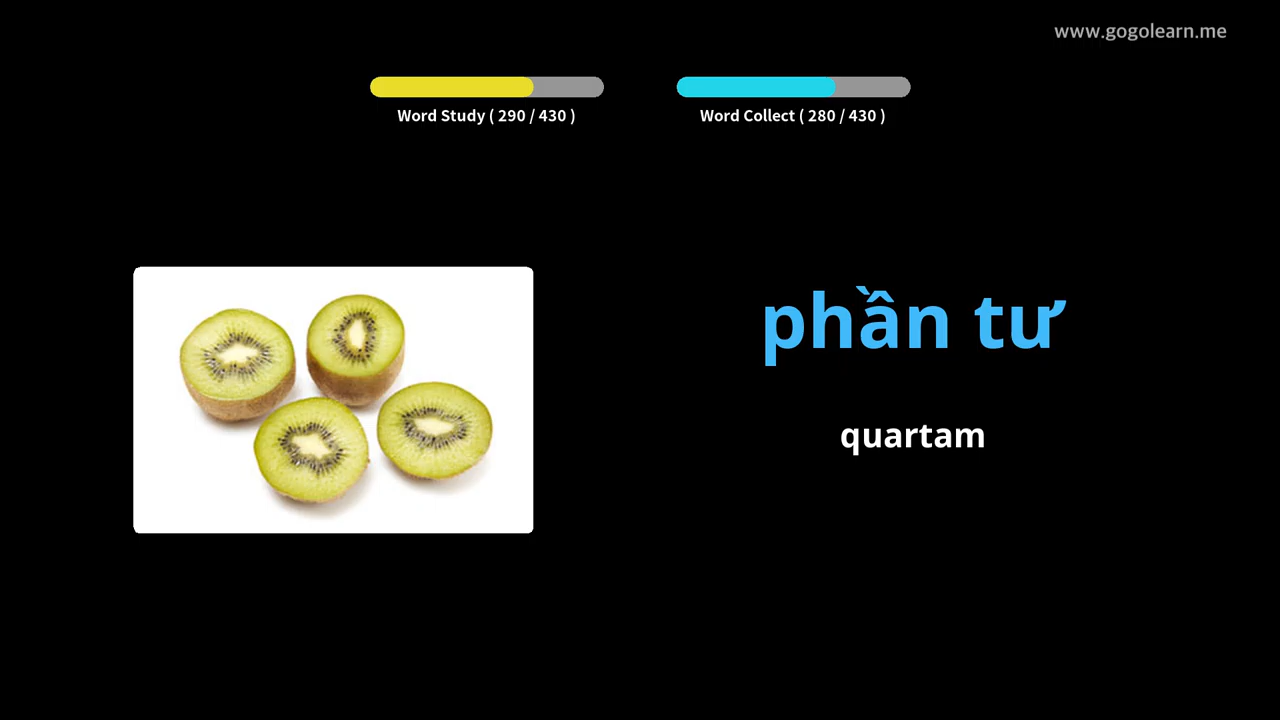 www.gogolearn.me
Word Study ( 290 / 430 )
Word Collect ( 280 / 430 )
phần tư
quartam